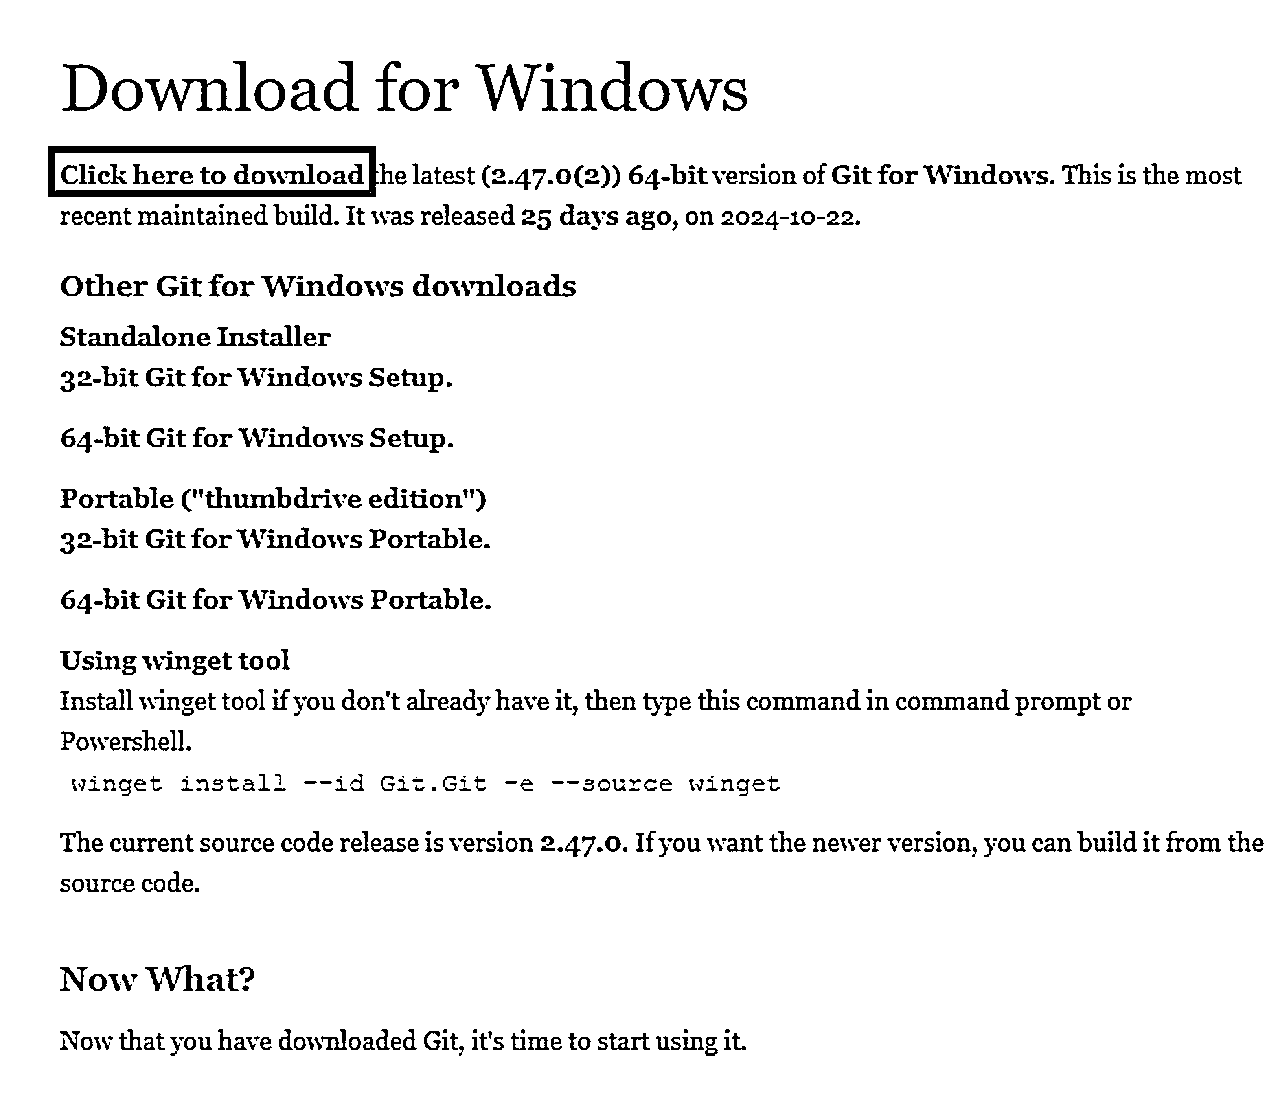 Download for Windows
Click here to download the latest (2.47.0(2)) 64-bit version of Git for Windows. This is the most
recent maintained build. It was released 25 days ago, on 2024-10-22.
Other Git for Windows downloads
Standalone Installer
32-bit Git for Windows Setup.
64-bit Git for Windows Setup.
Portable ("thumbdrive edition")
32-bit Git for Windows Portable.
64-bit Git for Windows Portable.
Using winget tool
Install winget tool if you don't already have it, then type this command in command prompt or
Powershell.
winget install --id Git.Git -e --source winget
The current source code release is version 2.47.0. If you want the newer version, you can build it from the
source code.
Now What?
Now that you have downloaded Git, it's time to start using it.